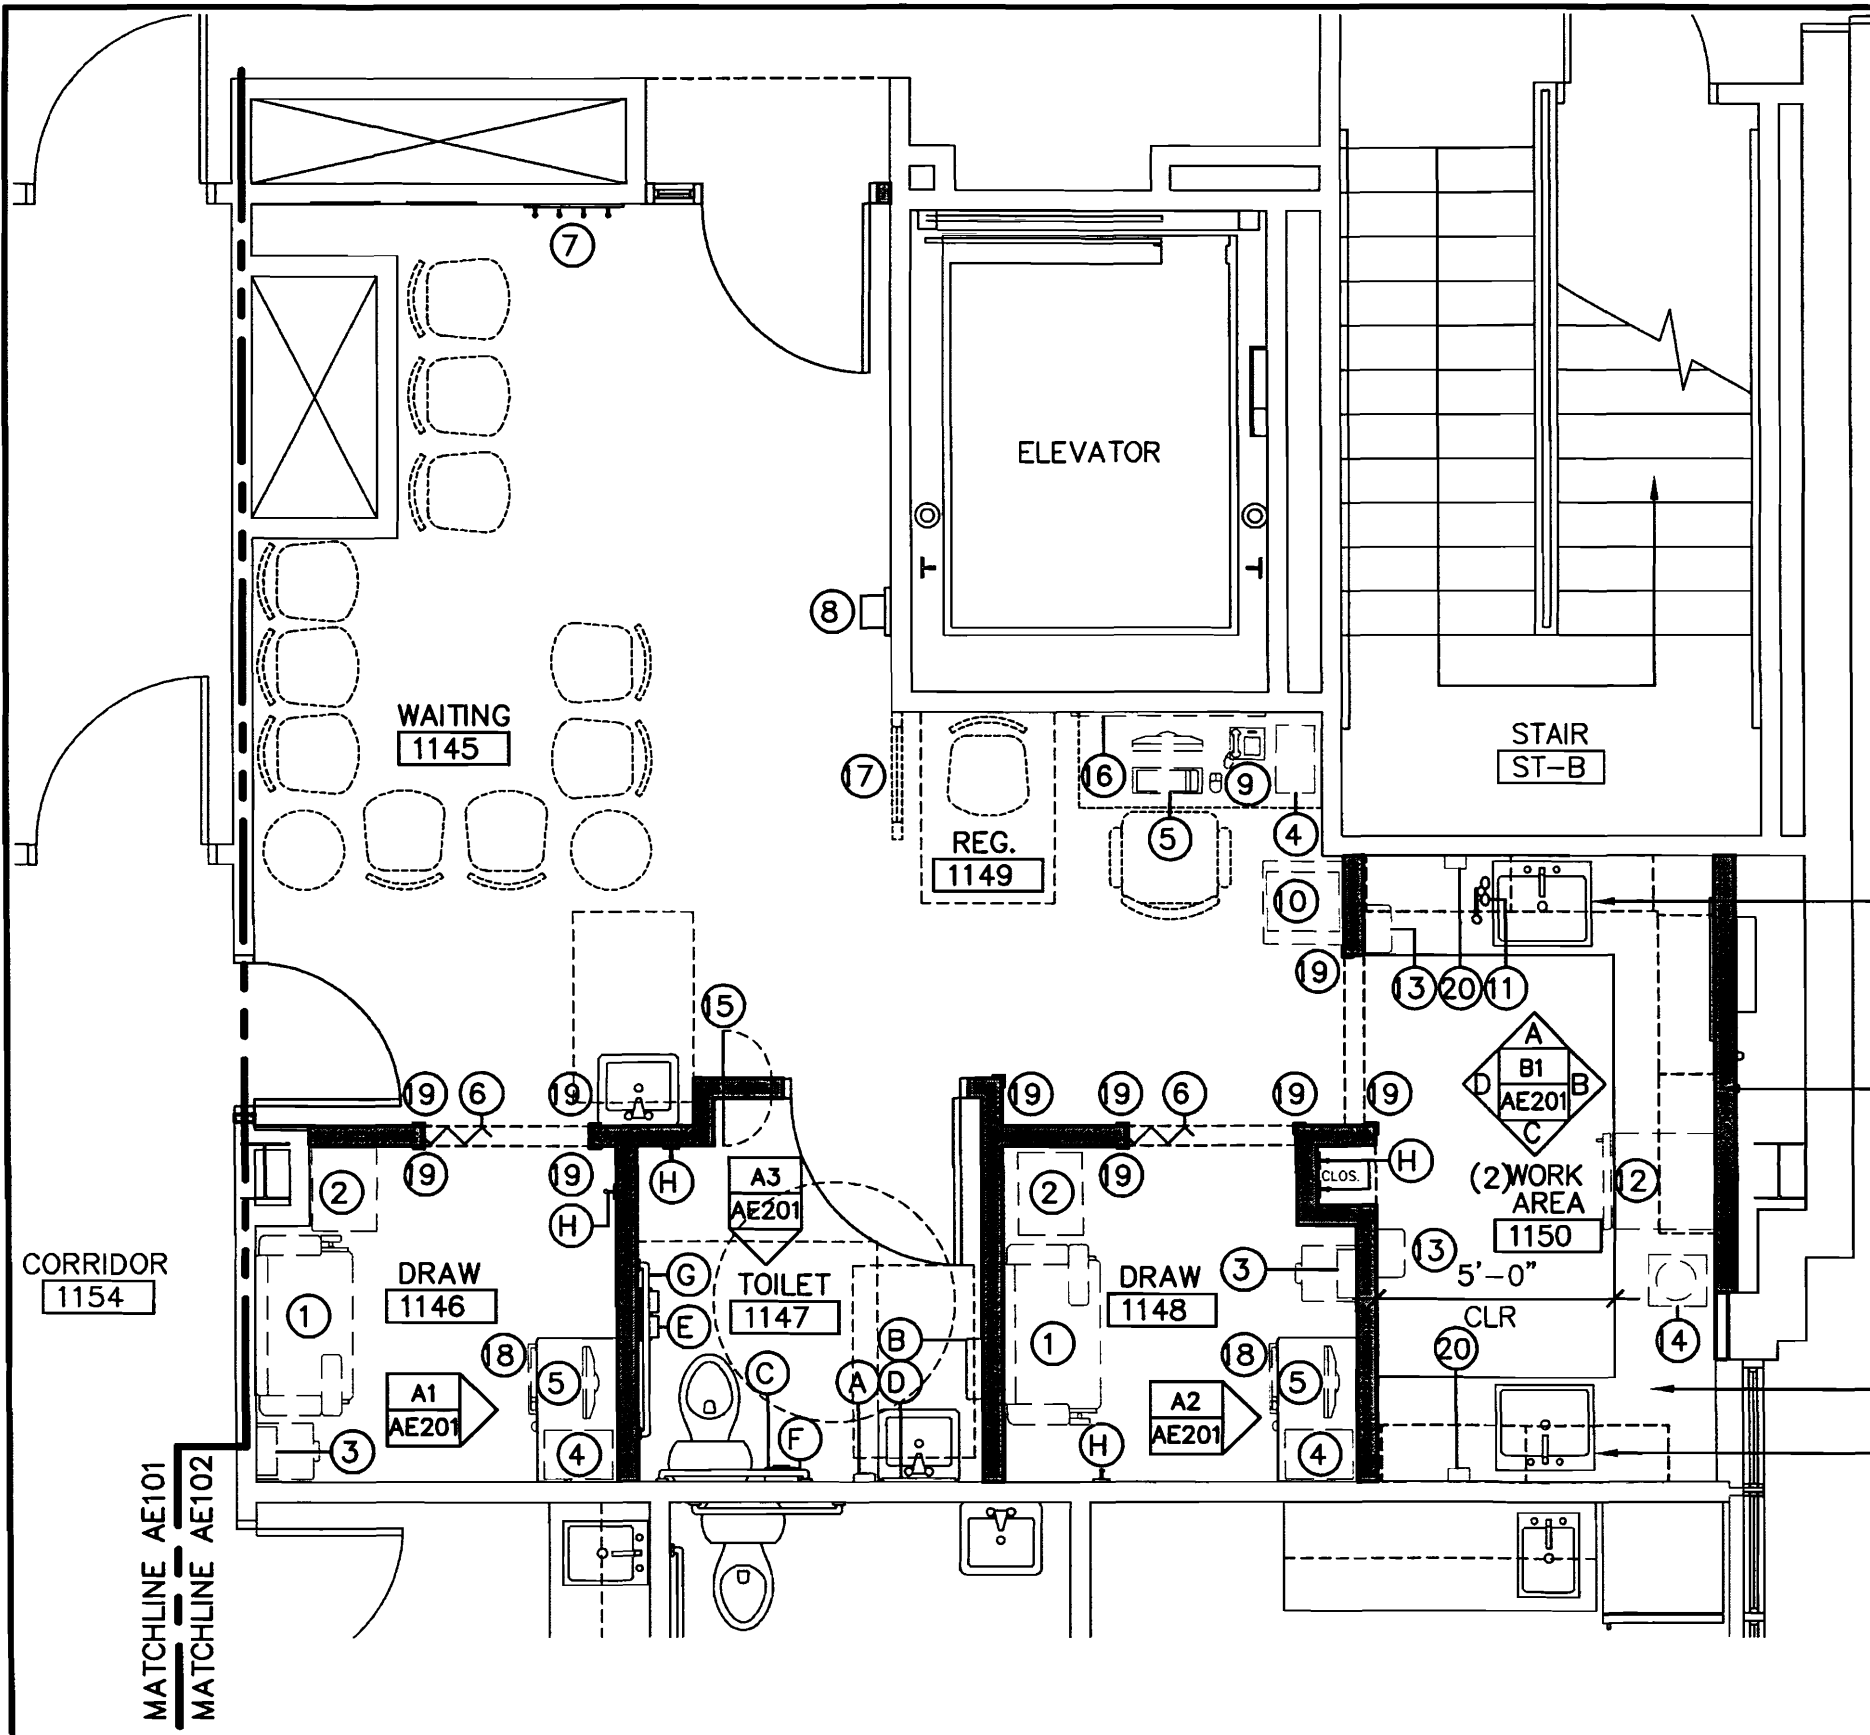 7
ELEVATOR
8
WAITING
1145
17
16
9
5
4
STAIR
ST-B
REG.
1149
10
19
13
20
11
15
19
6
19
19
19
6
19
19
A
D
B1
B
AE201
C
2
19
19
H
H
A3
AE201
2
19
CLOS.
H
(2)WORK
AREA
1150
12
CORRIDOR
1154
DRAW
1146
1
G
TOILET
1147
E
DRAW
1148
3
13
5'-0"
CLR
14
18
5
C
B
A
D
1
18
5
20
A1
AE201
3
4
F
H
A2
AE201
4
MATCHLINE AE101
MATCHLINE AE102